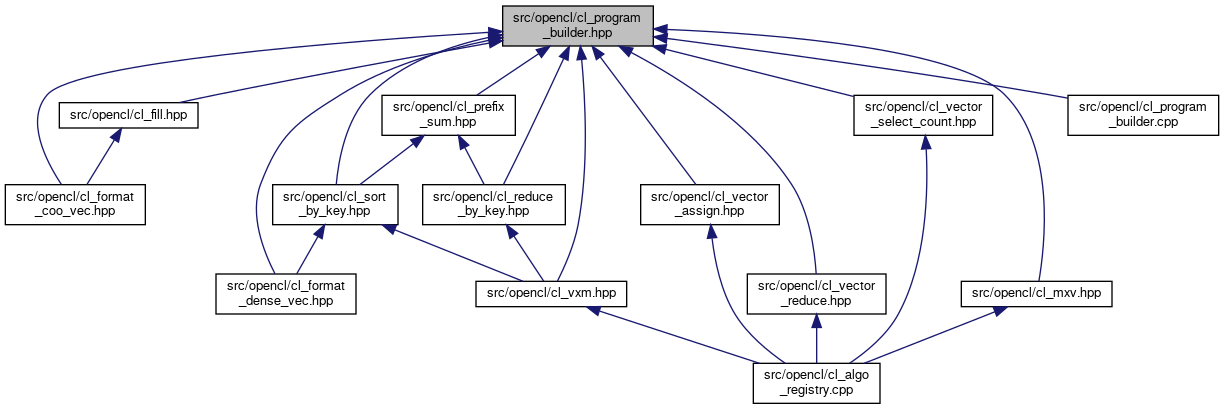 src/opencl/cl_program
_builder.hpp
src/opencl/cl_fill.hpp
src/opencl/cl_prefix
_sum.hpp
src/opencl/cl_vector
_select_count.hpp
src/opencl/cl_program
_builder.cpp
src/opencl/cl_format
_coo_vec.hpp
src/opencl/cl_sort
_by_key.hpp
src/opencl/cl_reduce
_by_key.hpp
src/opencl/cl_vector
_assign.hpp
src/opencl/cl_format
_dense_vec.hpp
src/opencl/cl_vxm.hpp
src/opencl/cl_vector
_reduce.hpp
src/opencl/cl_mxv.hpp
src/opencl/cl_algo
_registry.cpp